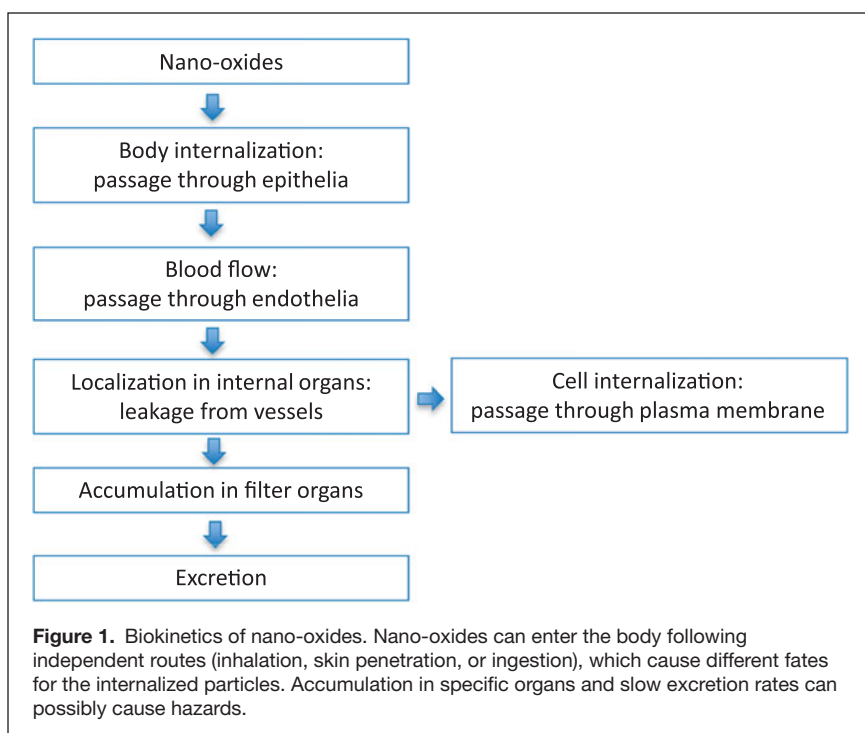 Nano-oxides
Body internalization:
passage through epithelia
Blood flow:
passage through endothelia
Localization in internal organs:
leakage from vessels
Cell internalization:
passage through plasma membrane
Accumulation in filter organs
Excretion
Figure 1. Biokinetics of nano-oxides. Nano-oxides can enter the body following
independent routes (inhalation, skin penetration, or ingestion), which cause different fates
for the internalized particles. Accumulation in specific organs and slow excretion rates can
possibly cause hazards.